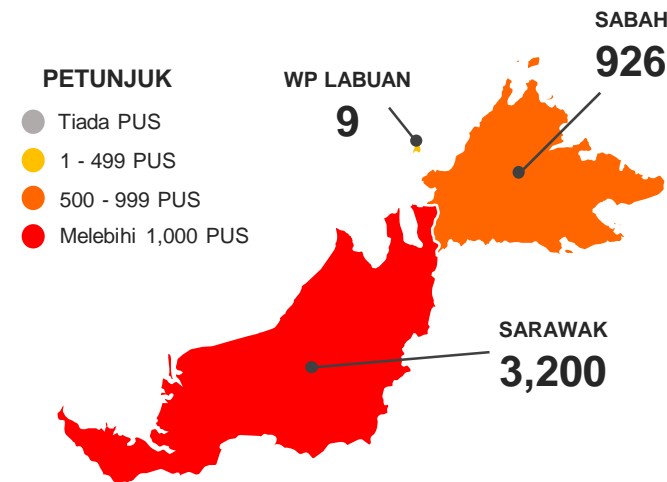 PETUNJUK
Tiada PUS
1 - 499 PUS
500 - 999 PUS
Melebihi 1,000 PUS
WP LABUAN
9
SABAH
926
SARAWAK
3,200